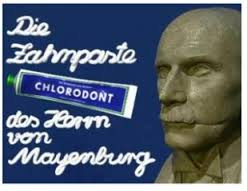 Die
Zahnpaste
CHLORODONT
des Herrn
von
Mayenburg